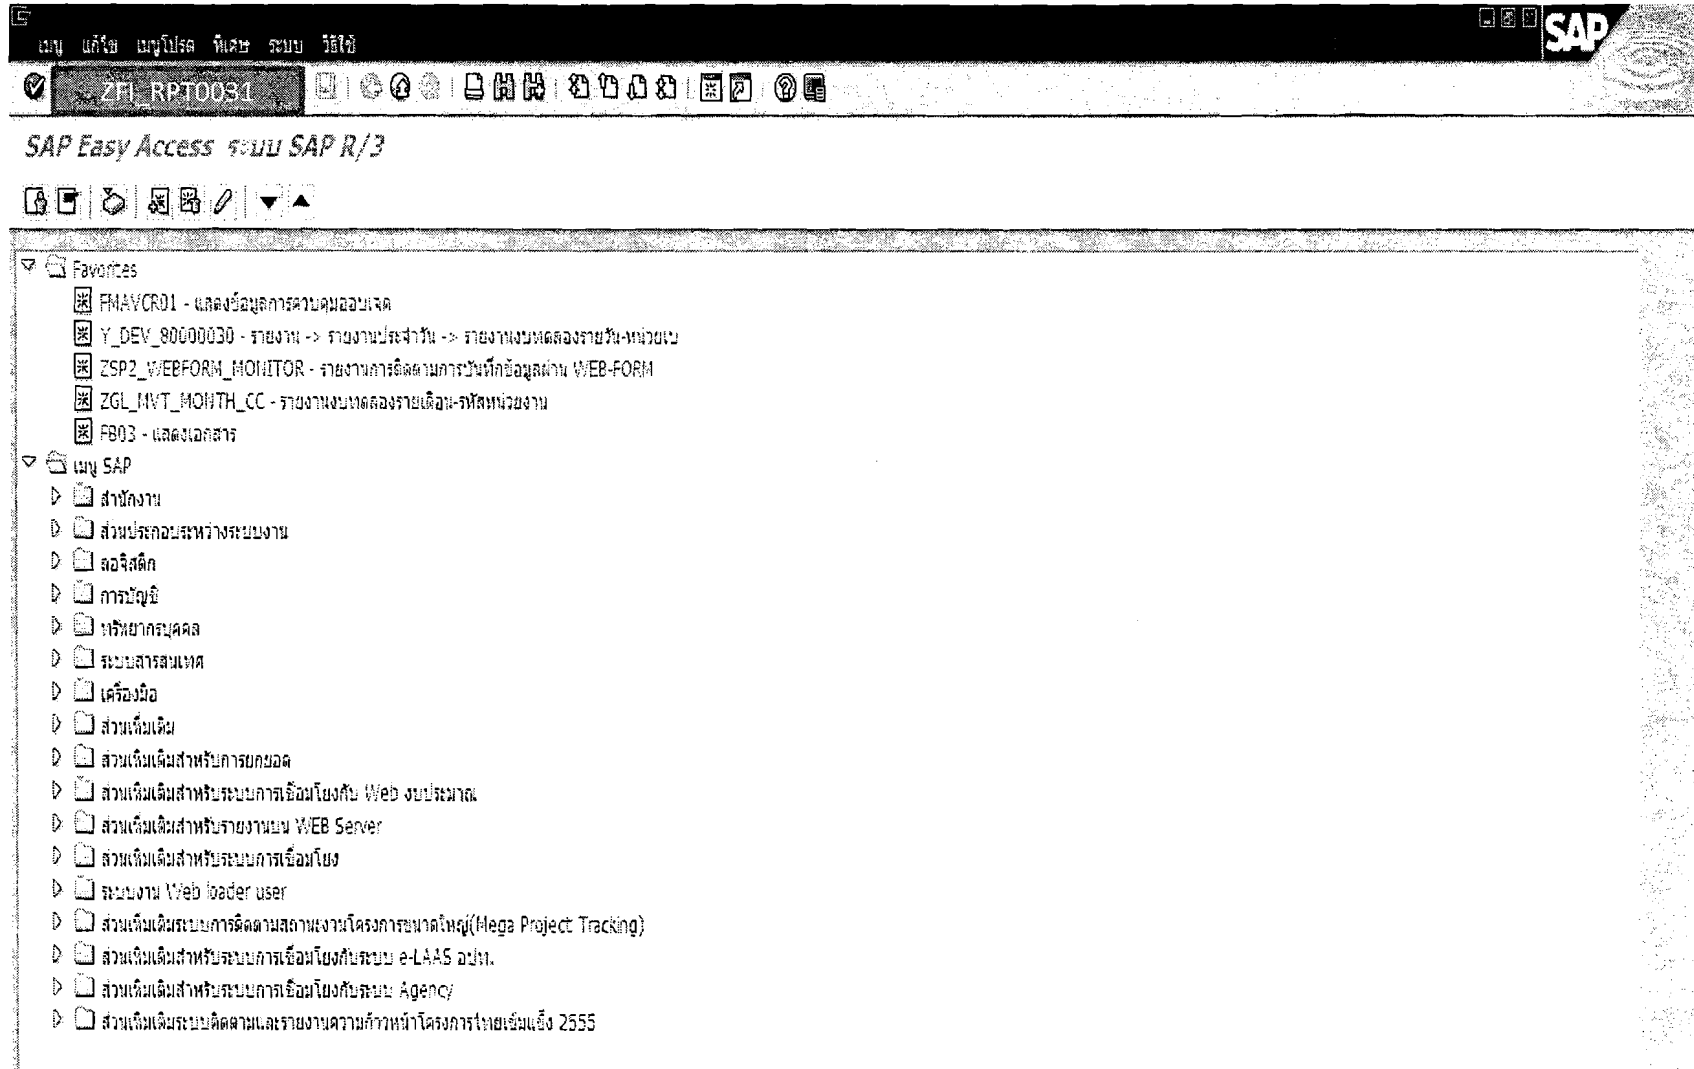 เมนู แก้ไข เมนูโปรด พิเศษ ระบบ วิธีใช้
SAP
ZFI_RPT0031
SAP Easy Access ระบบ SAP R/3
Favorites
FMAVCR01 - แสดงข้อมูลการควบคุมออบเจค
Y_DEV_80000030 - รายงาน -> รายงานประจำวัน -> รายงานงบทดลองรายวัน-หน่วยเบ
ZSP2_WEBFORM_MONITOR - รายงานการติดตามการบันทึกข้อมูลผ่าน WEB-FORM
ZGL_MVT_MONTH_CC - รายงานงบทดลองรายเดือน-รหัสหน่วยงาน
FB03 - แสดงเอกสาร
เมนู SAP
สำนักงาน
ส่วนประกอบระหว่างระบบงาน
ลอจิสติก
การบัญชี
ทรัพยากรบุคคล
ระบบสารสนเทศ
เครื่องมือ
ส่วนเพิ่มเติม
ส่วนเพิ่มเติมสำหรับการยกยอด
ส่วนเพิ่มเติมสำหรับระบบการเชื่อมโยงกับ Web งบประมาณ
ส่วนเพิ่มเติมสำหรับรายงานบน WEB Server
ส่วนเพิ่มเติมสำหรับระบบการเชื่อมโยง
ระบบงาน Web loader user
ส่วนเพิ่มเติมระบบการติดตามสถานะงานโครงการขนาดใหญ่(Mega Project Tracking)
ส่วนเพิ่มเติมสำหรับระบบการเชื่อมโยงกับระบบ e-LAAS อปท.
ส่วนเพิ่มเติมสำหรับระบบการเชื่อมโยงกับระบบ Agency
ส่วนเพิ่มเติมระบบติดตามและรายงานความก้าวหน้าโครงการไทยเข้มแข็ง 2555